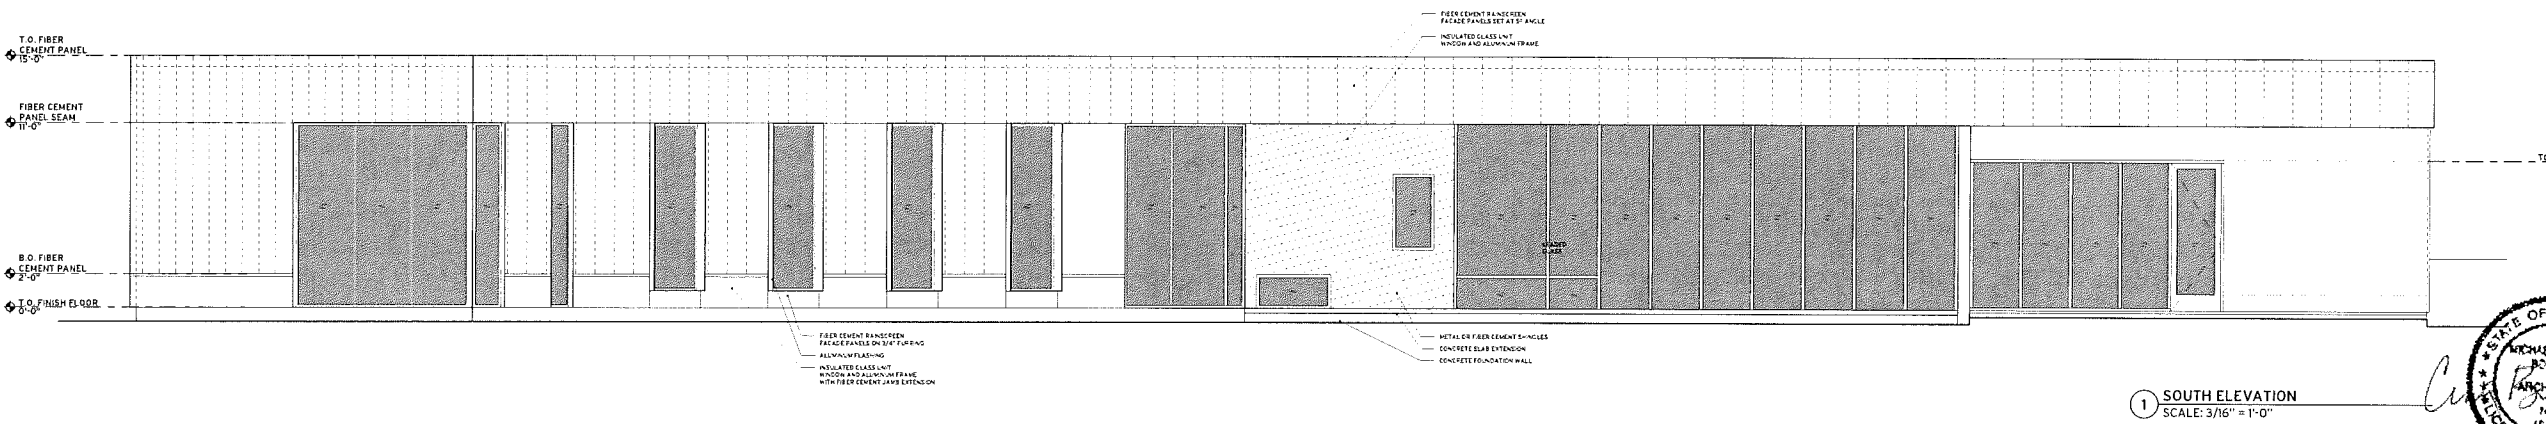 FIBER CEMENT RAINSCREEN
FACADE PANELS SET AT 5° ANGLE
INSULATED GLASS UNIT
WINDOW AND ALUMINUM FRAME
T.O. FIBER
CEMENT PANEL
15'-0"
FIBER CEMENT
PANEL SEAM
11'-0"
B.O. FIBER
CEMENT PANEL
2'-0"
T.O. FINISH FLOOR
0'-0"
SHADED
GLASS
FIBER CEMENT RAINSCREEN
FACADE PANELS ON 3/4" FURRING
ALUMINUM FLASHING
INSULATED GLASS UNIT
WINDOW AND ALUMINUM FRAME
WITH FIBER CEMENT JAMB EXTENSION
METAL OR FIBER CEMENT SHINGLES
CONCRETE SLAB EXTENSION
CONCRETE FOUNDATION WALL
1 SOUTH ELEVATION
SCALE: 3/16" = 1'-0"
STATE OF